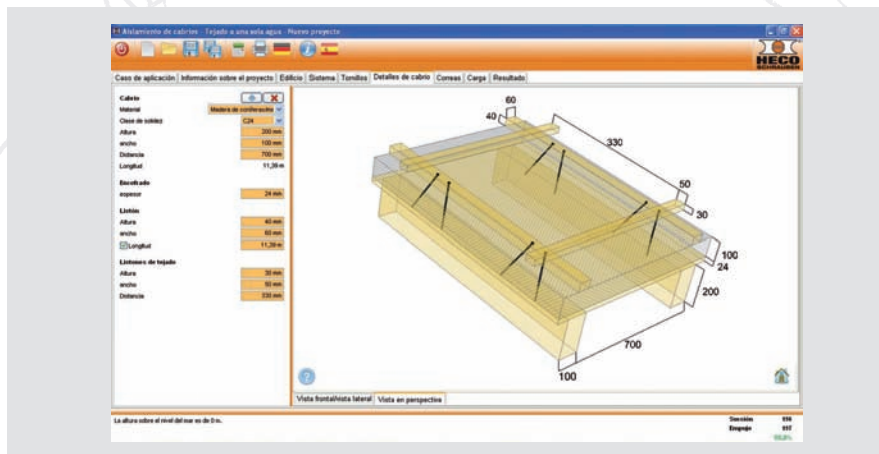 Aislamiento de cabrios - Tejado a una sola agua - Nuevo proyecto
HECO
SCHRAUBEN
Caso de aplicación
Información sobre el proyecto
Edificio
Sistema
Tornillos
Detalles de cabrio
Correas
Carga
Resultado
Cabrio
Material Madera de coníferas
Clase de solidez C24
Altura 200 mm
ancho 100 mm
Distancia 700 mm
Longitud 11,28 m
Encofrado
espesor 24 mm
Listón
Altura 40 mm
ancho 60 mm
Longitud 11,28 m
Listones de tejado
Altura 30 mm
ancho 50 mm
Distancia 330 mm
60
40
330
50
30
100
24
200
700
100
?
Vista frontal/vista lateral
Vista en perspectiva
La altura sobre el nivel del mar es de 0 m.
Tracción
Empuje